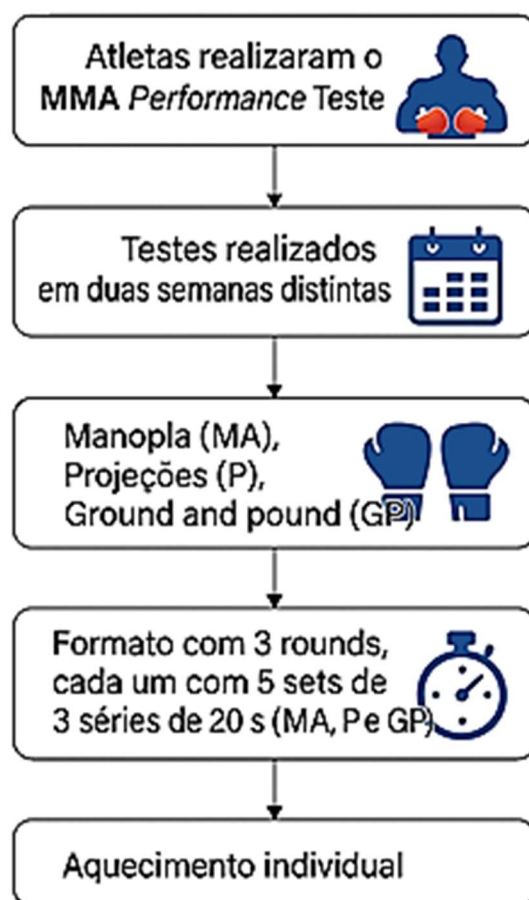 Atletas realizaram o
MMA Performance Teste
Testes realizados
em duas semanas distintas
Manopla (MA),
Projeções (P),
Ground and pound (GP)
Formato com 3 rounds,
cada um com 5 sets de
3 séries de 20 s (MA, P e GP)
Aquecimento individual